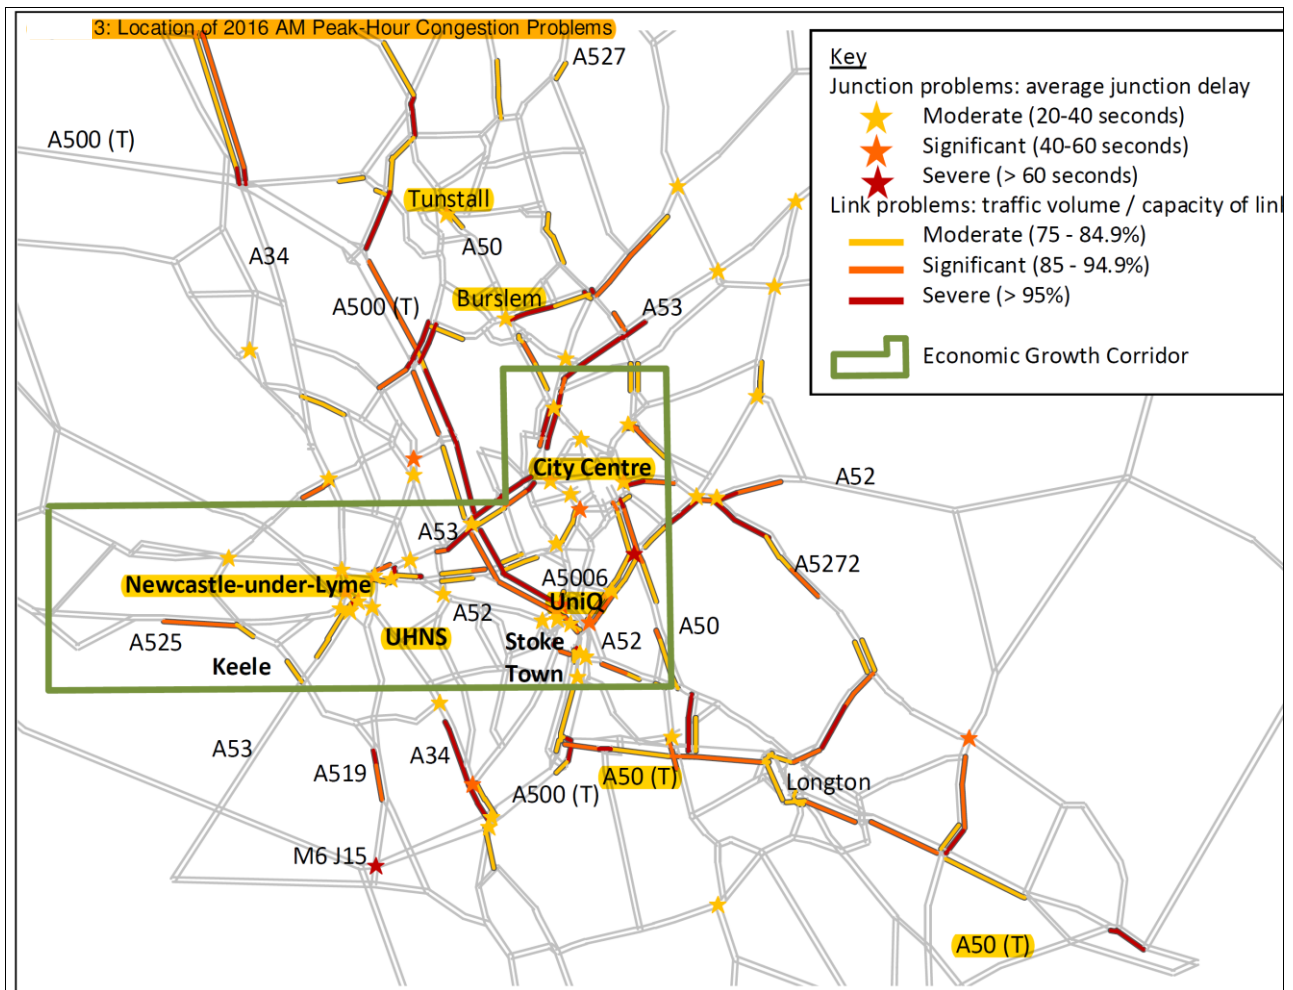 3: Location of 2016 AM Peak-Hour Congestion Problems
Key
Junction problems: average junction delay
Moderate (20-40 seconds)
Significant (40-60 seconds)
Severe (> 60 seconds)
Link problems: traffic volume / capacity of link
Moderate (75 - 84.9%)
Significant (85 - 94.9%)
Severe (> 95%)
Economic Growth Corridor
A527
A500 (T)
Tunstall
A50
A34
Burslem
A500 (T)
A53
City Centre
A52
A53
A5272
A5006
Newcastle-under-Lyme
UniQ
A52
A50
A525
UHNS
Stoke
Town
A52
Keele
A53
A34
A519
A50 (T)
Longton
A500 (T)
M6 J15
A50 (T)